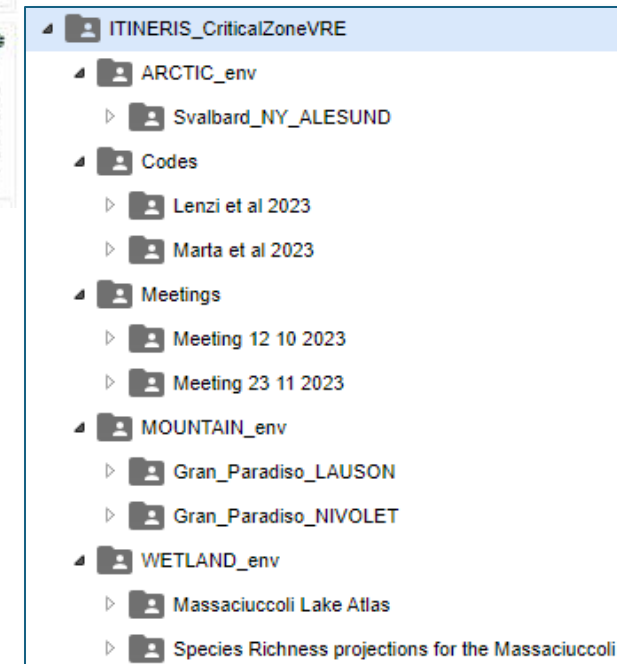 ITINERIS_CriticalZoneVRE
ARCTIC_env
Svalbard_NY_ALESUND
Codes
Lenzi et al 2023
Marta et al 2023
Meetings
Meeting 12 10 2023
Meeting 23 11 2023
MOUNTAIN_env
Gran_Paradiso_LAUSON
Gran_Paradiso_NIVOLET
WETLAND_env
Massaciuccoli Lake Atlas
Species Richness projections for the Massaciuccoli